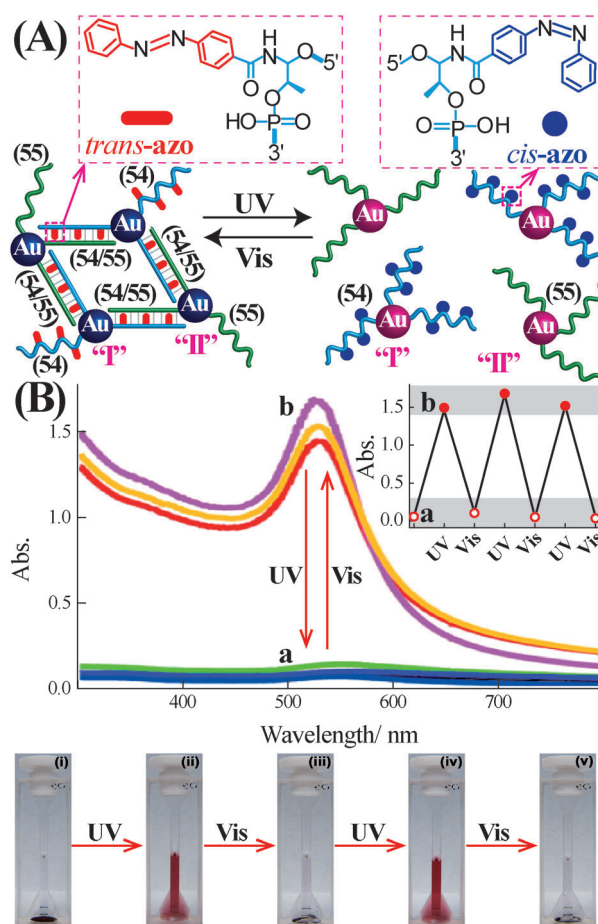 (A)
N
N
NH
O
5'
O
O
HO
P
O
3'
trans-azo
5'
O
H
N
O
O
O
P
OH
O
3'
N
N
cis-azo
(55)
(54)
Au
Au
(54/55)
(54/55)
(54/55)
(54/55)
Au
Au
"I"
"II"
(54)
(55)
UV
Vis
Au
Au
(54)
(55)
Au
Au
"I"
"II"
(B)
b
a
UV
Vis
Abs.
1.5
1.0
0.5
0.0
400
500
600
700
Wavelength/ nm
b
a
Abs.
1.5
1.0
0.5
0.0
UV
Vis
UV
Vis
UV
Vis
(i)
(ii)
(iii)
(iv)
(v)
UV
Vis
UV
Vis